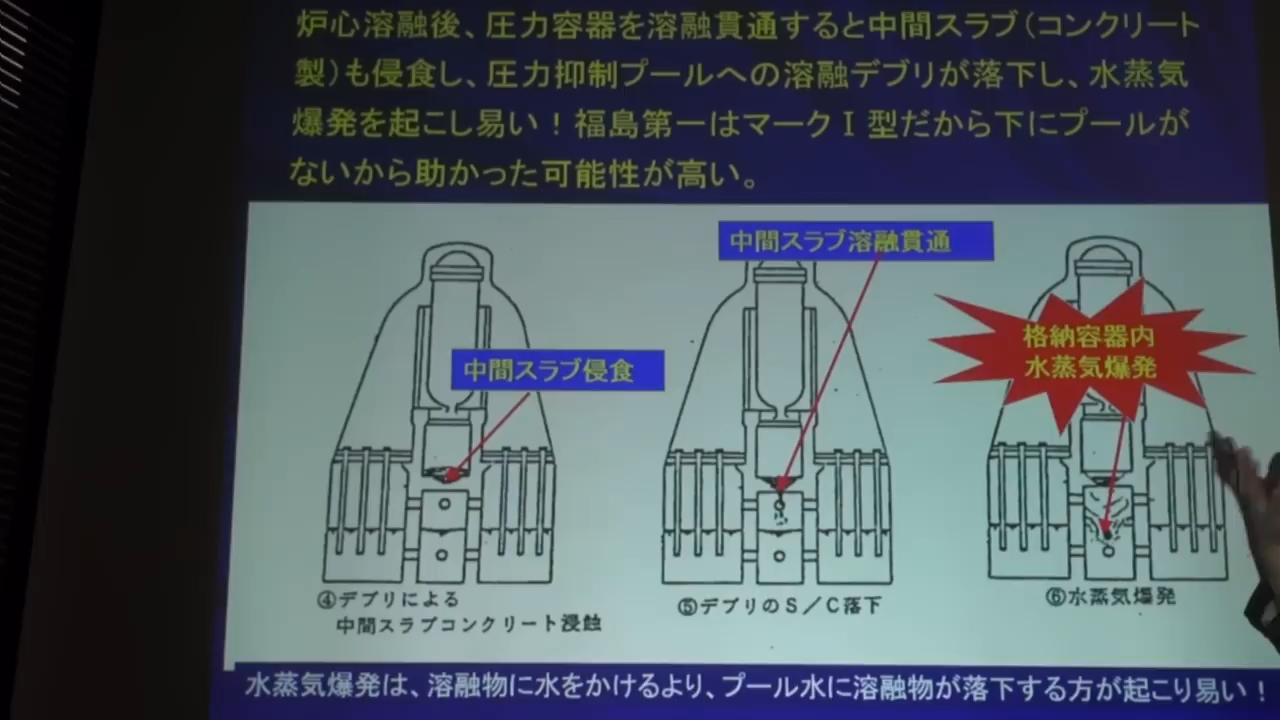 炉心溶融後、圧力容器を溶融貫通すると中間スラブ(コンクリート
製)も侵食し、圧力抑制プールへの溶融デブリが落下し、水蒸気
爆発を起こし易い！福島第一はマークⅠ型だから下にプールが
ないから助かった可能性が高い。
中間スラブ溶融貫通
格納容器内
水蒸気爆発
中間スラブ侵食
④デブリによる
中間スラブコンクリート浸蝕
⑤デブリのS／C落下
⑥水蒸気爆発
水蒸気爆発は、溶融物に水をかけるより、プール水に溶融物が落下する方が起こり易い！